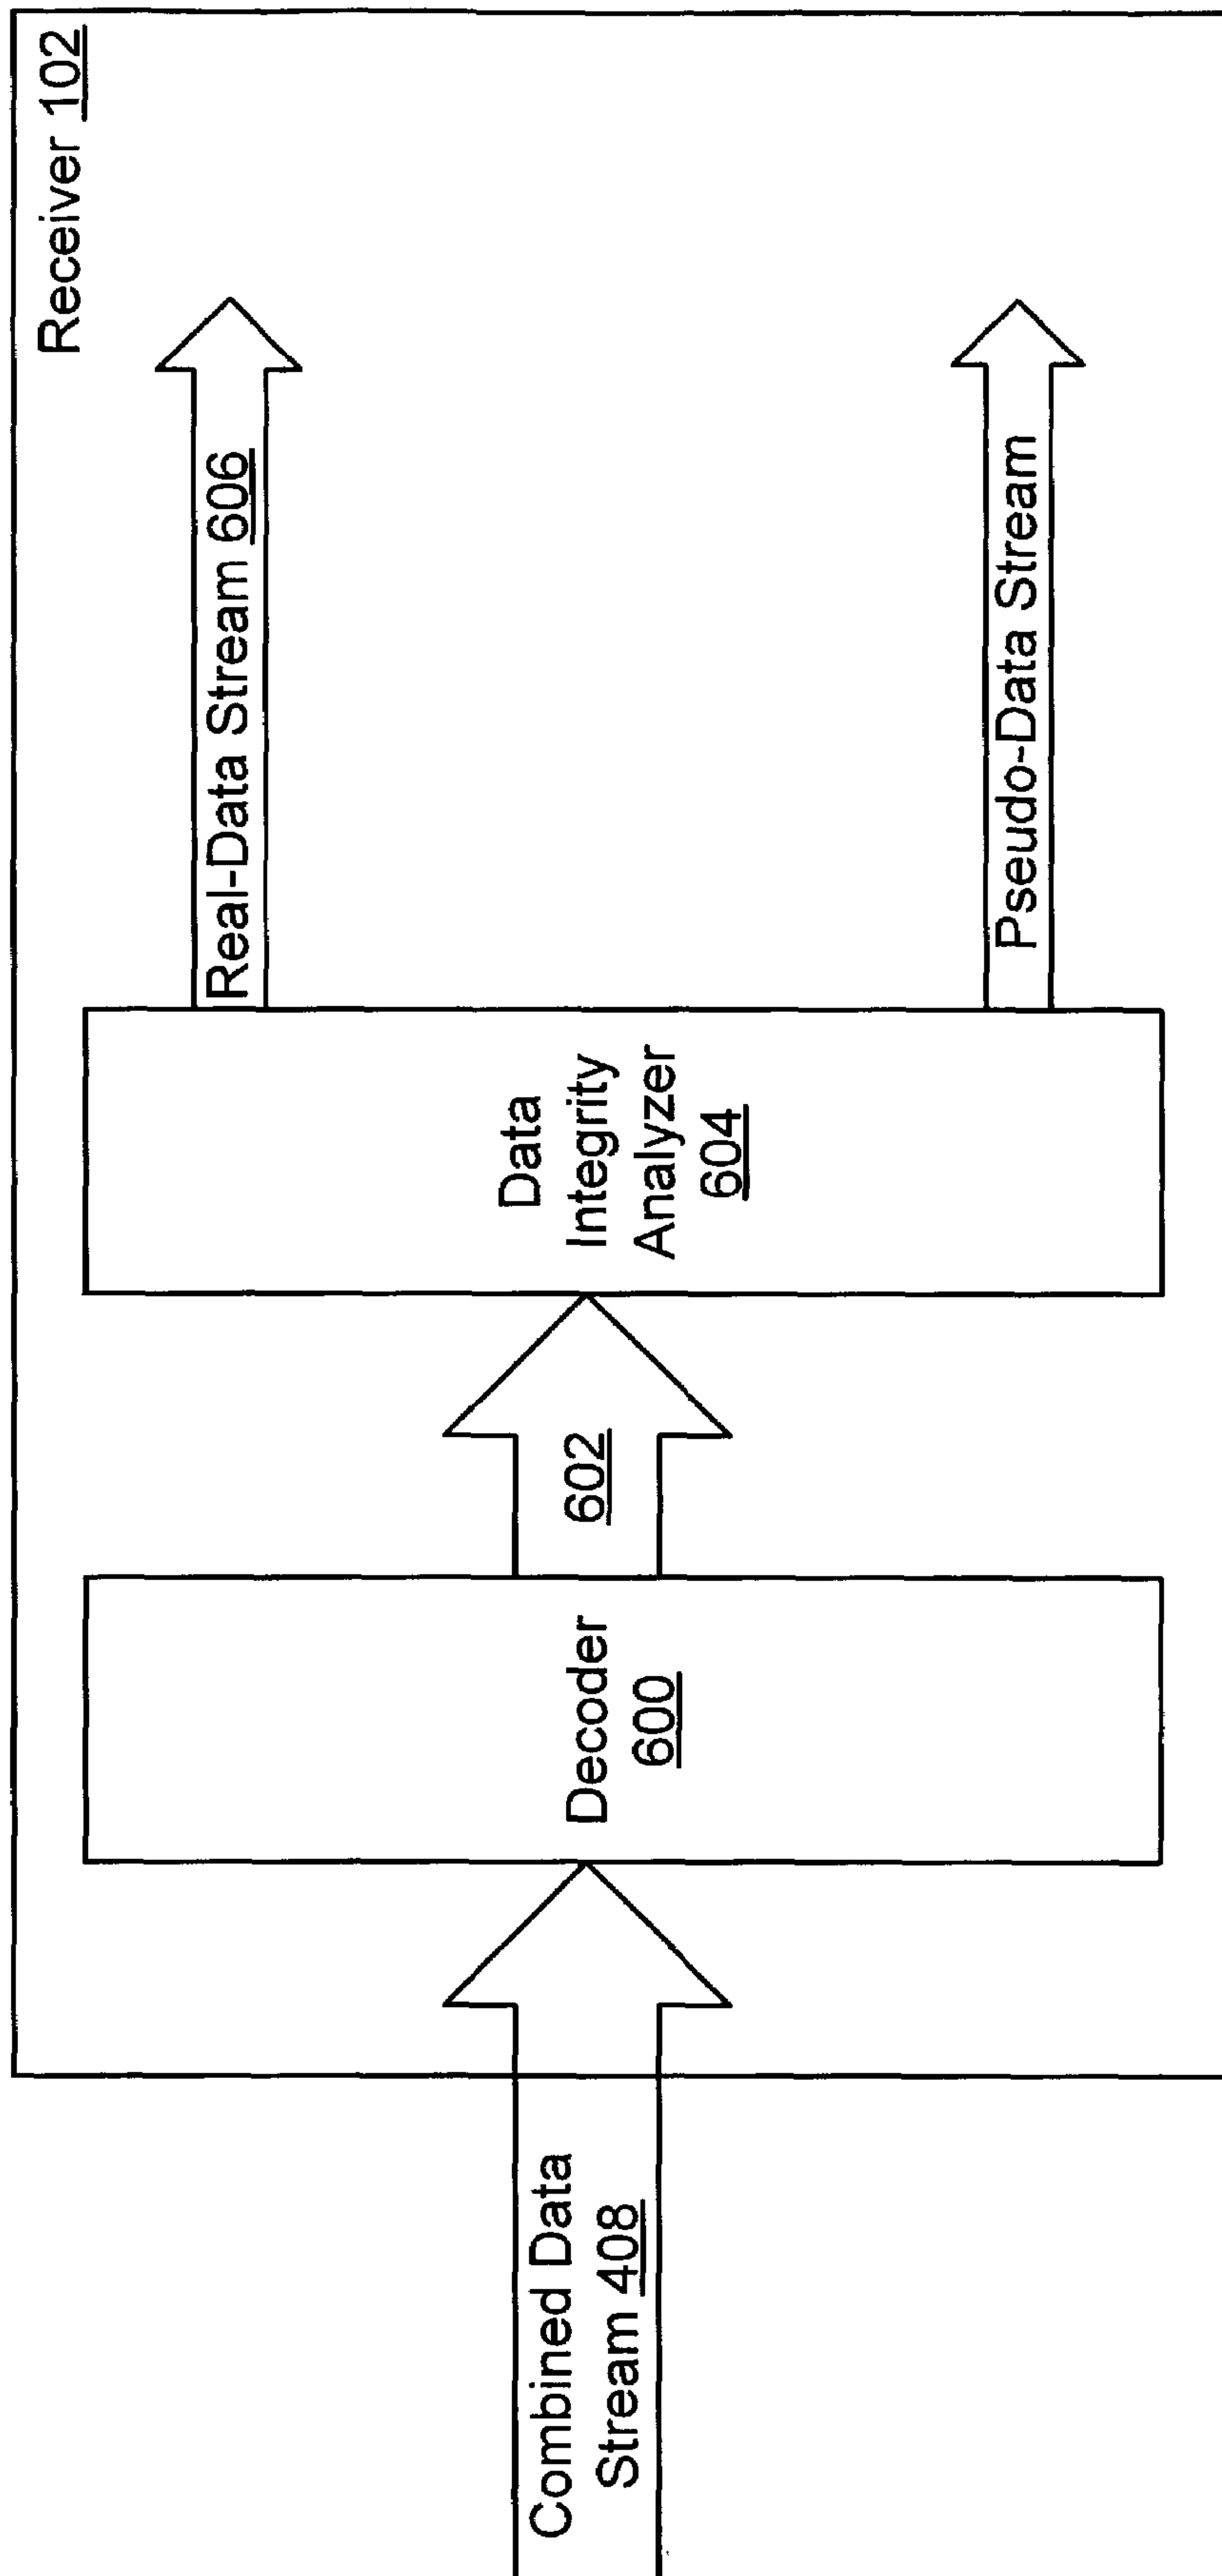 Receiver 102
Combined Data
Stream 408
Decoder
600
602
Data
Integrity
Analyzer
604
Real-Data Stream 606
Pseudo-Data Stream